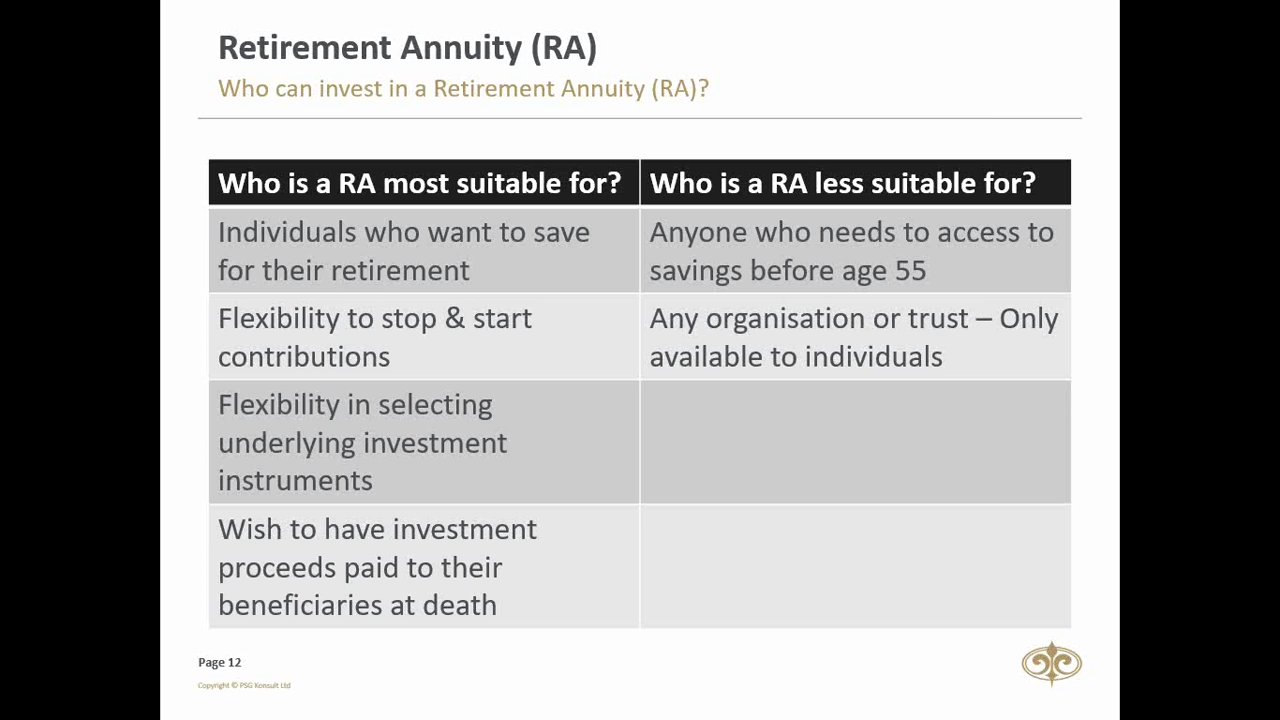 Retirement Annuity (RA)
Who can invest in a Retirement Annuity (RA)?
Who is a RA most suitable for?
Who is a RA less suitable for?
Individuals who want to save
for their retirement
Anyone who needs to access to
savings before age 55
Flexibility to stop & start
contributions
Any organisation or trust – Only
available to individuals
Flexibility in selecting
underlying investment
instruments
Wish to have investment
proceeds paid to their
beneficiaries at death
Page 12
Copyright © PSG Konsult Ltd